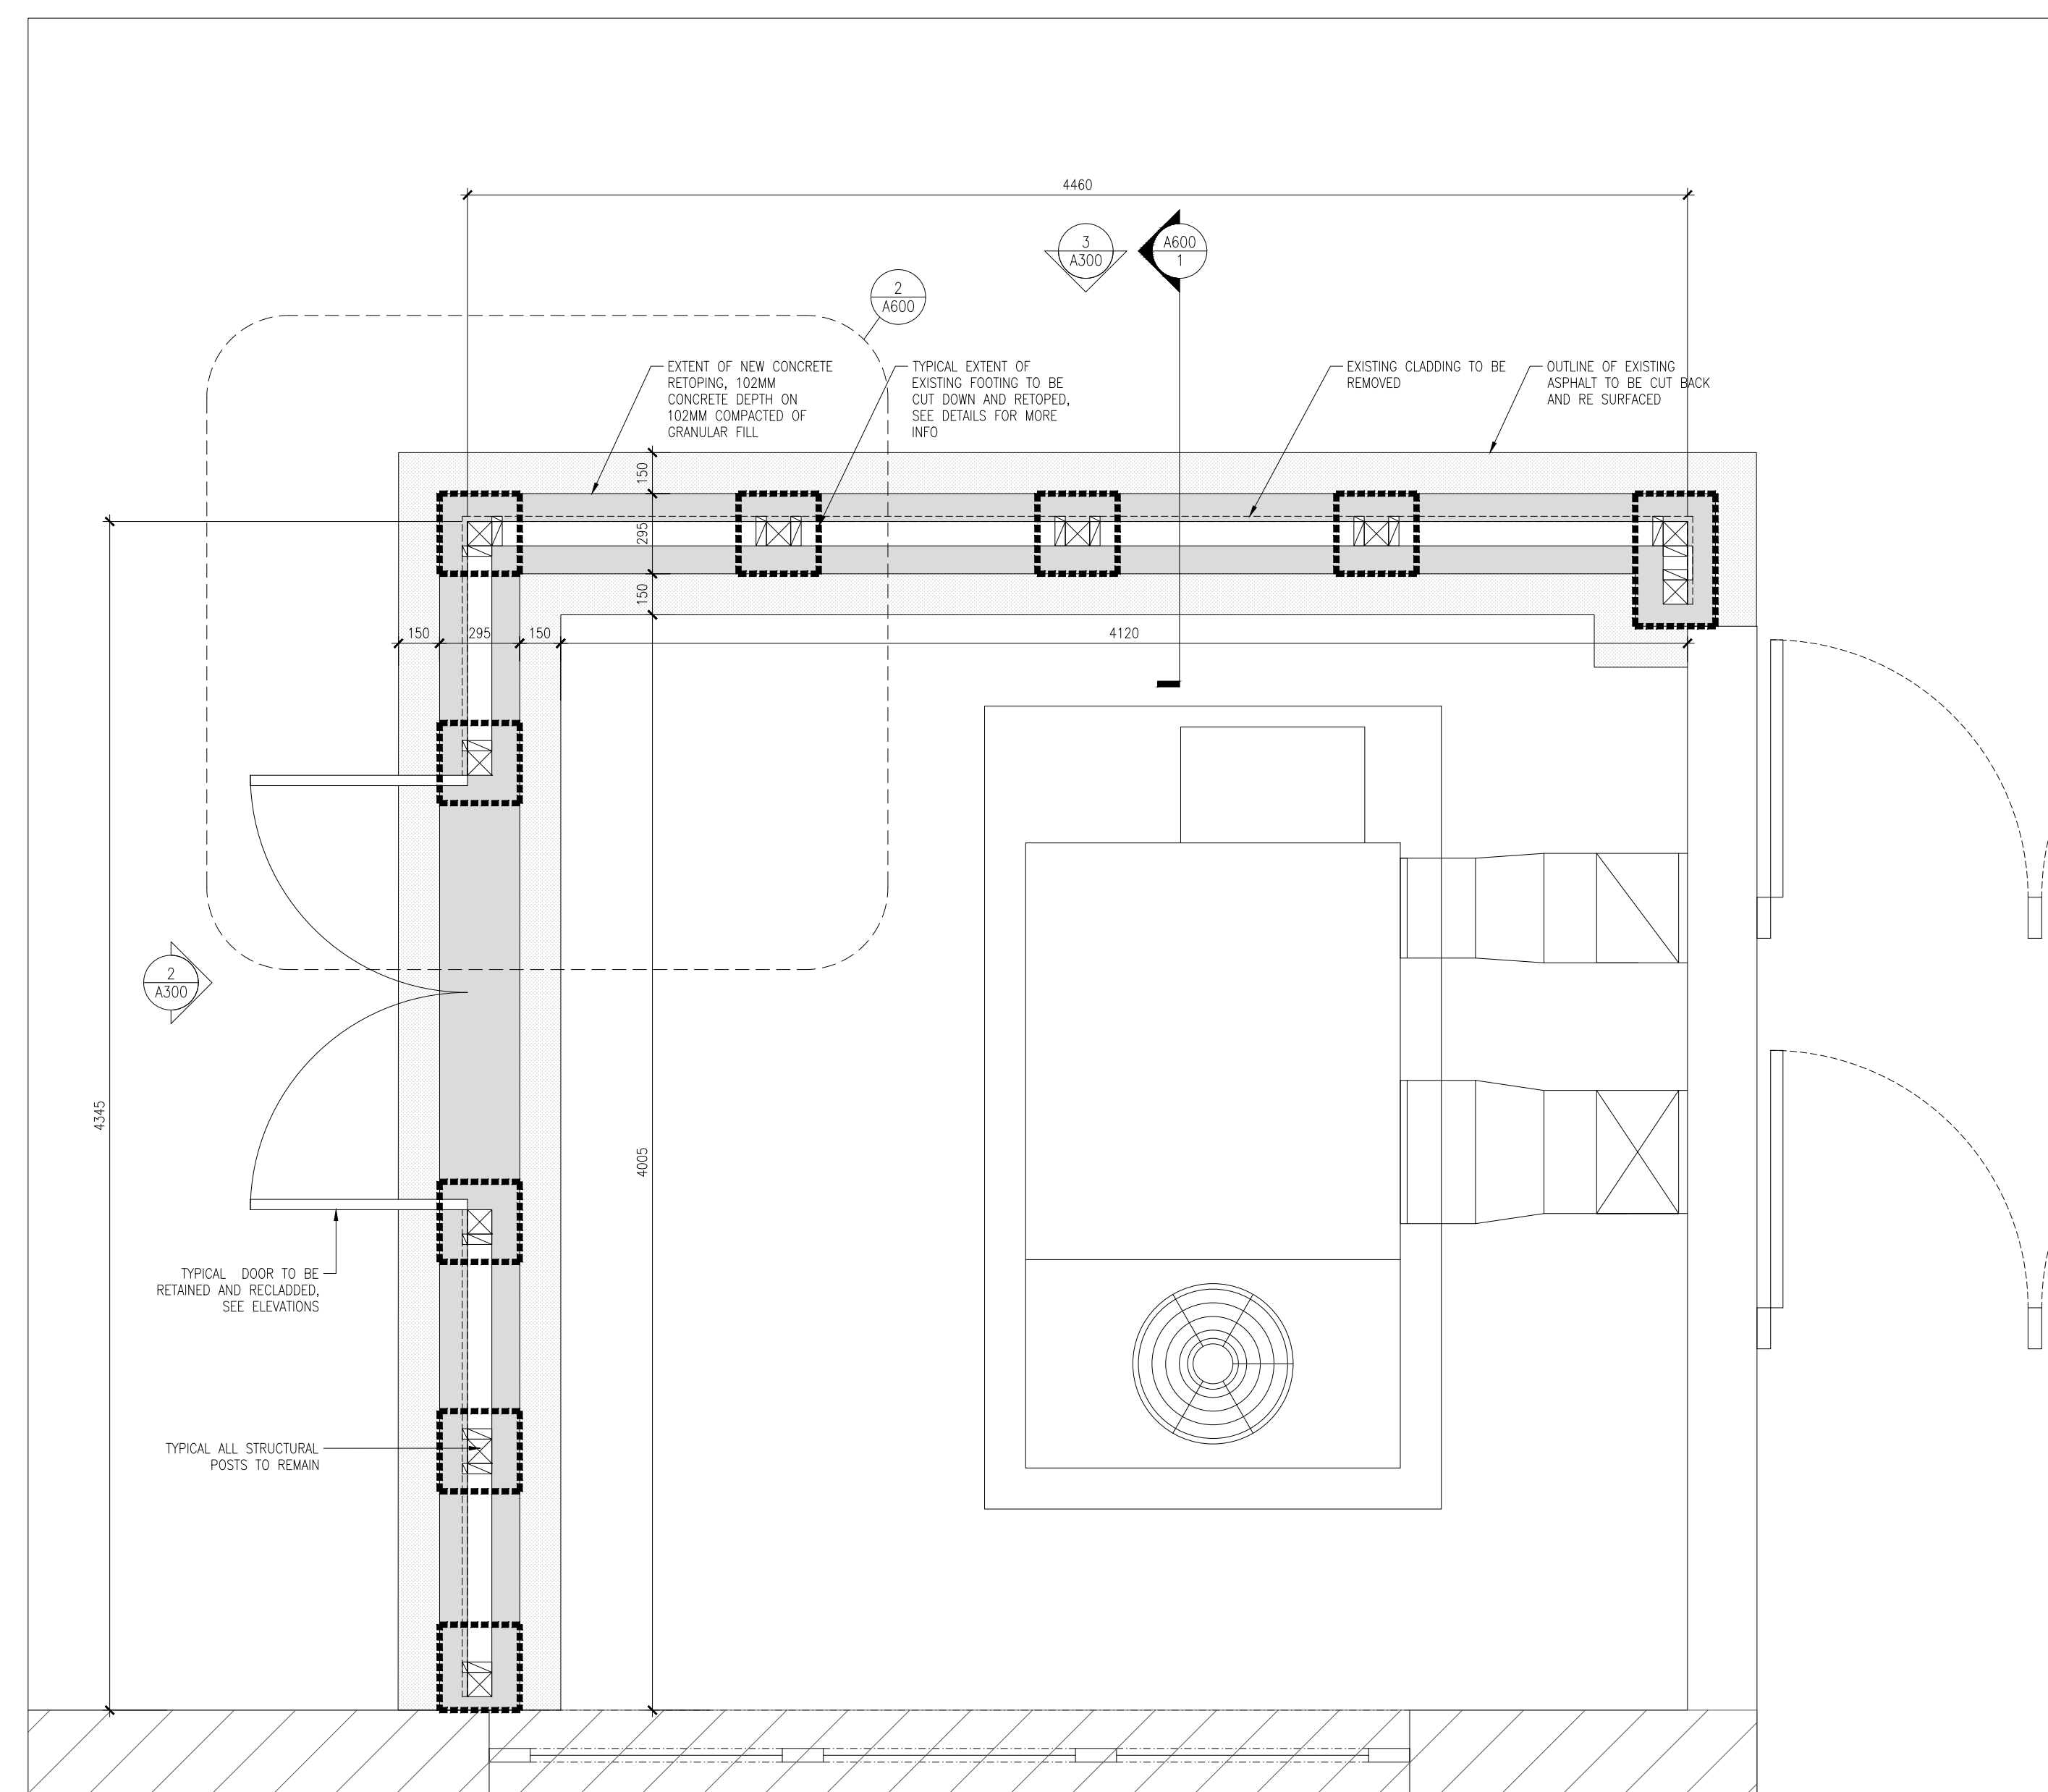 4460
3
A300
A600
1
2
A600
EXTENT OF NEW CONCRETE
RETOPING, 102MM
CONCRETE DEPTH ON
102MM COMPACTED OF
GRANULAR FILL
TYPICAL EXTENT OF
EXISTING FOOTING TO BE
CUT DOWN AND RETOPED,
SEE DETAILS FOR MORE
INFO
EXISTING CLADDING TO BE
REMOVED
OUTLINE OF EXISTING
ASPHALT TO BE CUT BACK
AND RE SURFACED
150
295
150
150
295
150
4120
2
A300
4345
4005
TYPICAL DOOR TO BE
RETAINED AND RECLADDED,
SEE ELEVATIONS
TYPICAL ALL STRUCTURAL
POSTS TO REMAIN